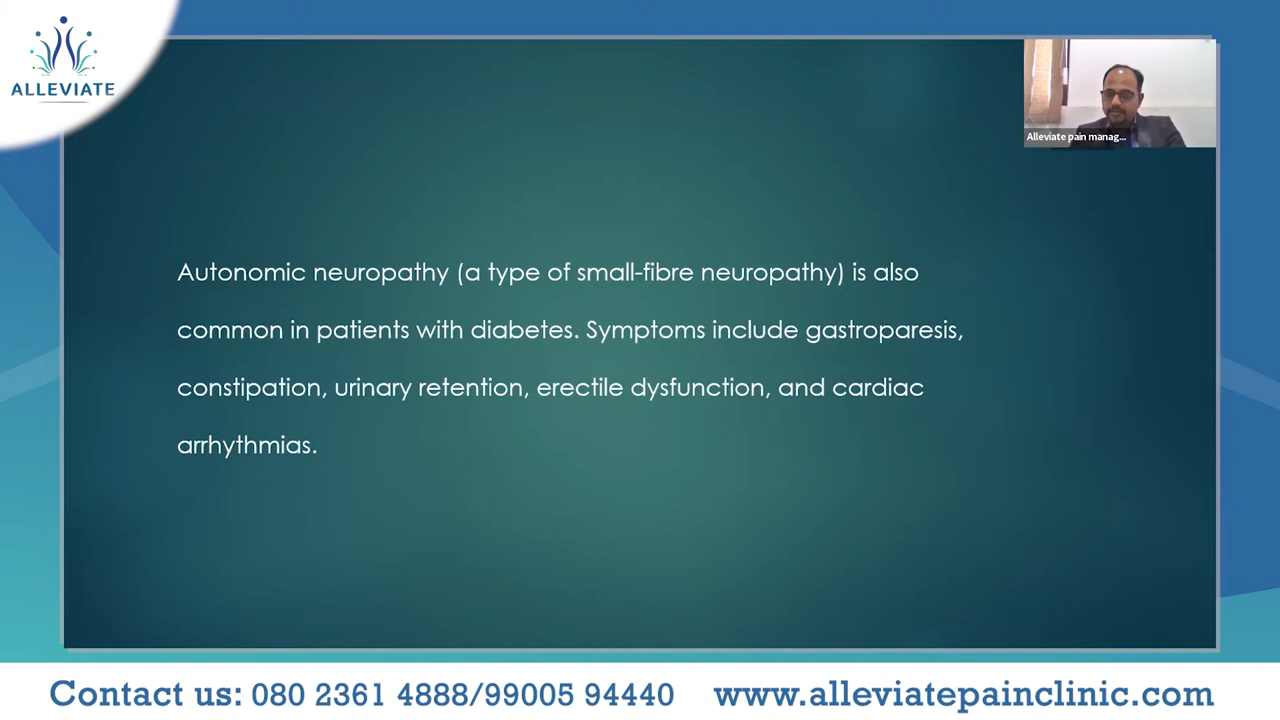 ALLEVIATE
Alleviate pain manag...
Autonomic neuropathy (a type of small-fibre neuropathy) is also
common in patients with diabetes. Symptoms include gastroparesis,
constipation, urinary retention, erectile dysfunction, and cardiac
arrhythmias.
Contact us: 080 2361 4888/99005 94440 www.alleviatepainclinic.com